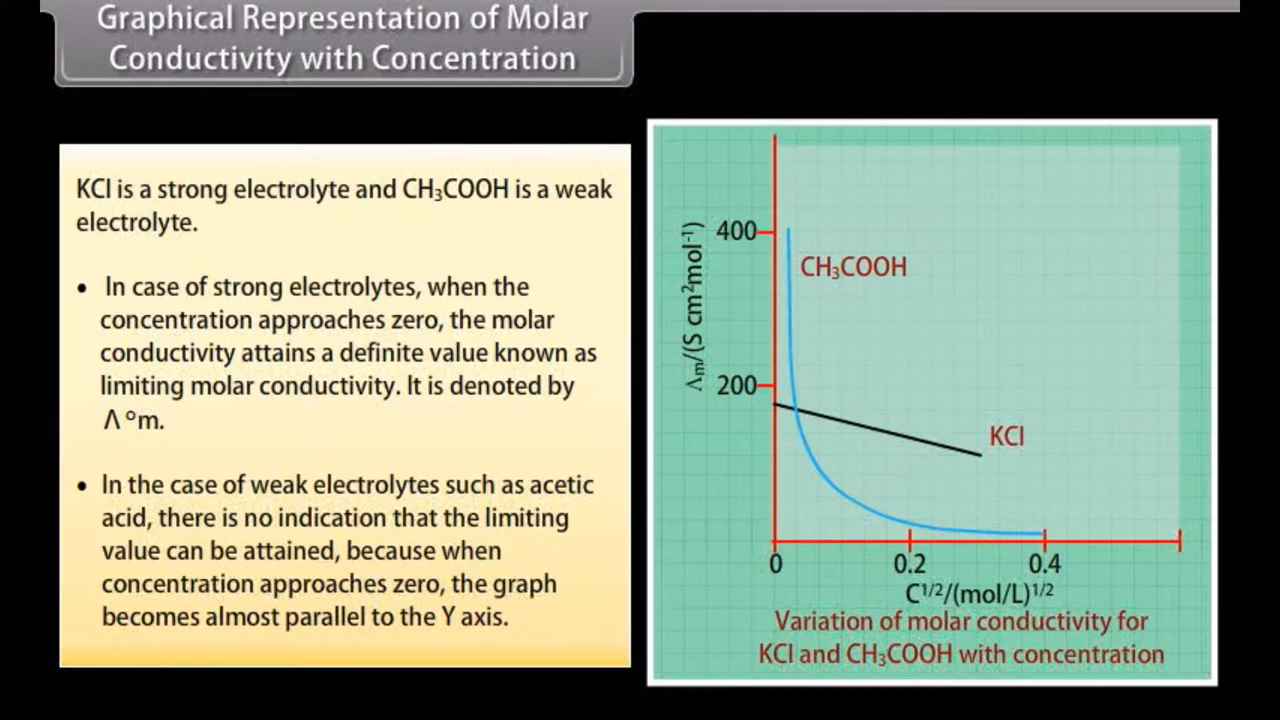 Graphical Representation of Molar
Conductivity with Concentration
KCl is a strong electrolyte and CH₃COOH is a weak
electrolyte.
• In case of strong electrolytes, when the
concentration approaches zero, the molar
conductivity attains a definite value known as
limiting molar conductivity. It is denoted by
Λ°m.
• In the case of weak electrolytes such as acetic
acid, there is no indication that the limiting
value can be attained, because when
concentration approaches zero, the graph
becomes almost parallel to the Y axis.
Λm/(S cm²mol⁻¹)
400
CH₃COOH
200
KCl
0 0.2 0.4
C¹/²/(mol/L)¹/²
Variation of molar conductivity for
KCl and CH₃COOH with concentration